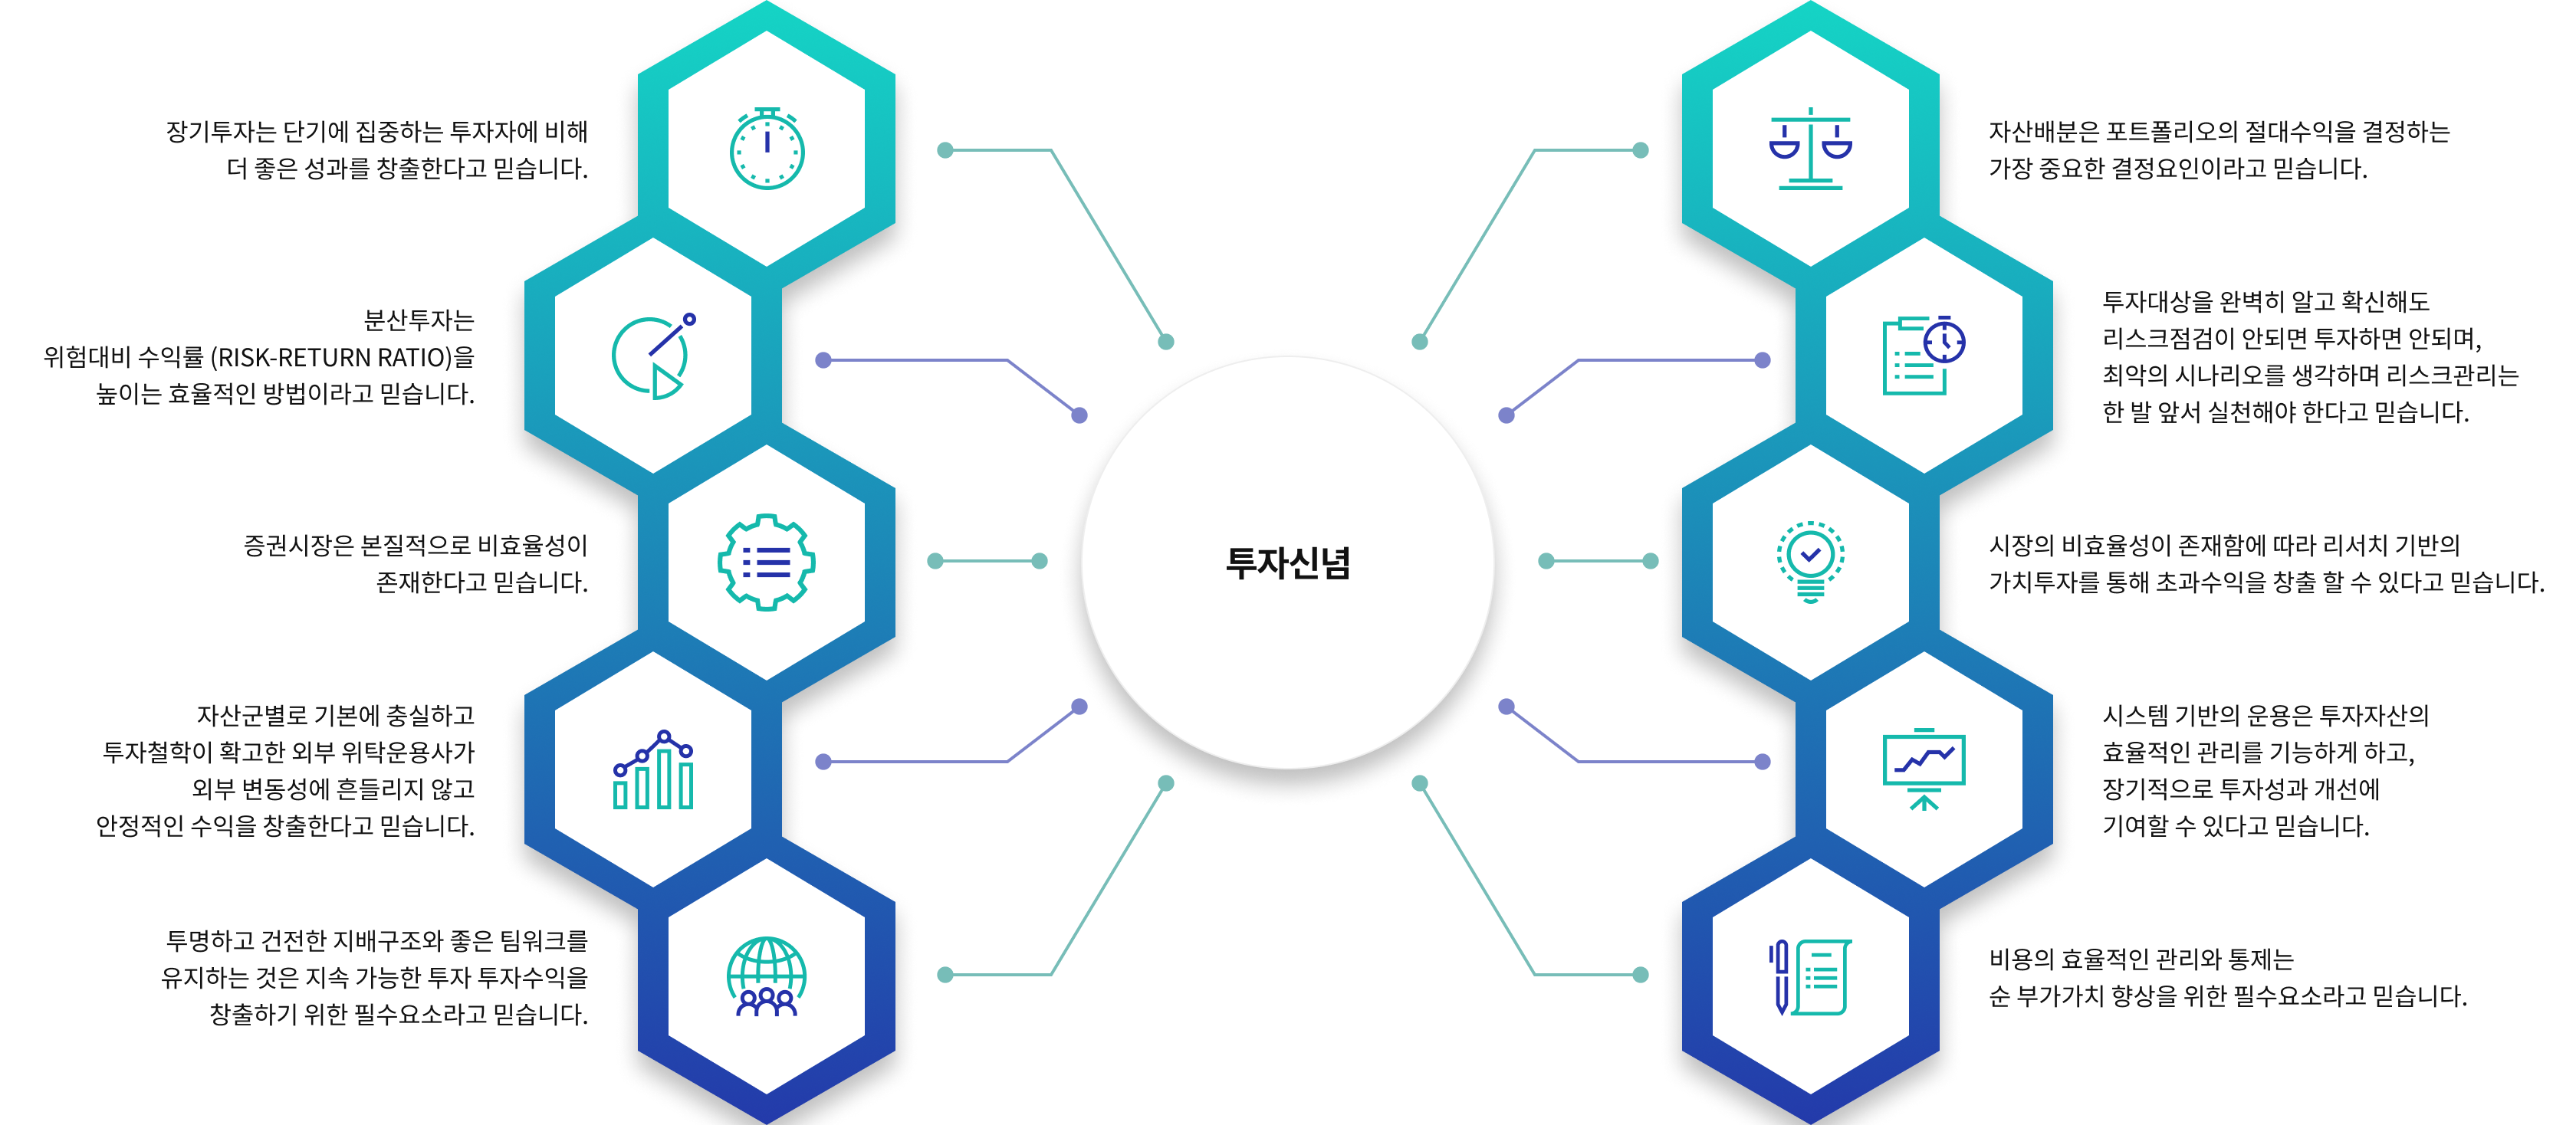 장기투자는 단기에 집중하는 투자자에 비해
더 좋은 성과를 창출한다고 믿습니다.
분산투자는
위험대비 수익률 (RISK-RETURN RATIO)을
높이는 효율적인 방법이라고 믿습니다.
증권시장은 본질적으로 비효율성이
존재한다고 믿습니다.
자산군별로 기본에 충실하고
투자철학이 확고한 외부 위탁운용사가
외부 변동성에 흔들리지 않고
안정적인 수익을 창출한다고 믿습니다.
투명하고 건전한 지배구조와 좋은 팀워크를
유지하는 것은 지속 가능한 투자 투자수익을
창출하기 위한 필수요소라고 믿습니다.
투자신념
자산배분은 포트폴리오의 절대수익을 결정하는
가장 중요한 결정요인이라고 믿습니다.
투자대상을 완벽히 알고 확신해도
리스크점검이 안되면 투자하면 안되며,
최악의 시나리오를 생각하며 리스크관리는
한 발 앞서 실천해야 한다고 믿습니다.
시장의 비효율성이 존재함에 따라 리서치 기반의
가치투자를 통해 초과수익을 창출 할 수 있다고 믿습니다.
시스템 기반의 운용은 투자자산의
효율적인 관리를 기능하게 하고,
장기적으로 투자성과 개선에
기여할 수 있다고 믿습니다.
비용의 효율적인 관리와 통제는
순 부가가치 향상을 위한 필수요소라고 믿습니다.